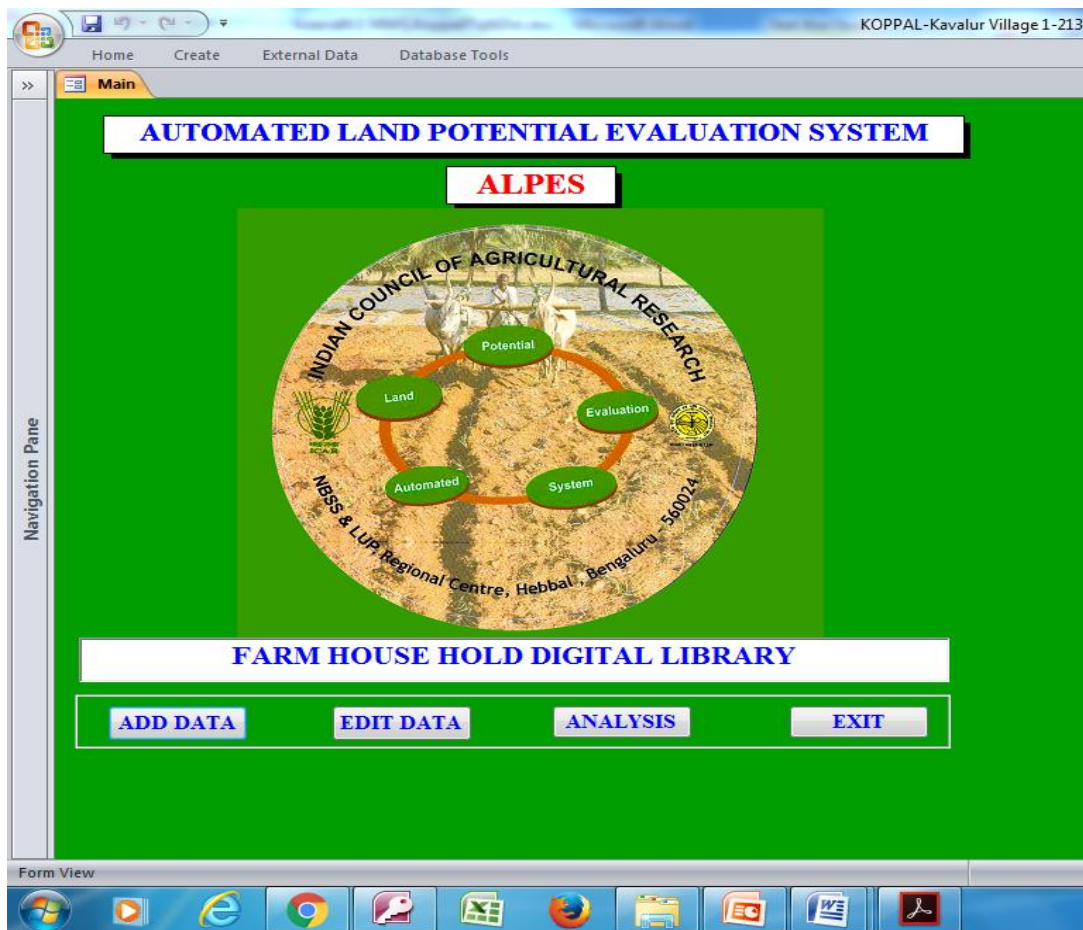 KOPPAL-Kavalur Village 1-213
Home Create External Data Database Tools
Main
AUTOMATED LAND POTENTIAL EVALUATION SYSTEM
ALPES
INDIAN COUNCIL OF AGRICULTURAL RESEARCH
Potential
Land
Evaluation
ICAR
Automated
System
NBSS & LUP, Regional Centre, Hebbal , Bengaluru - 560024
Navigation Pane
FARM HOUSE HOLD DIGITAL LIBRARY
ADD DATA EDIT DATA ANALYSIS EXIT
Form View